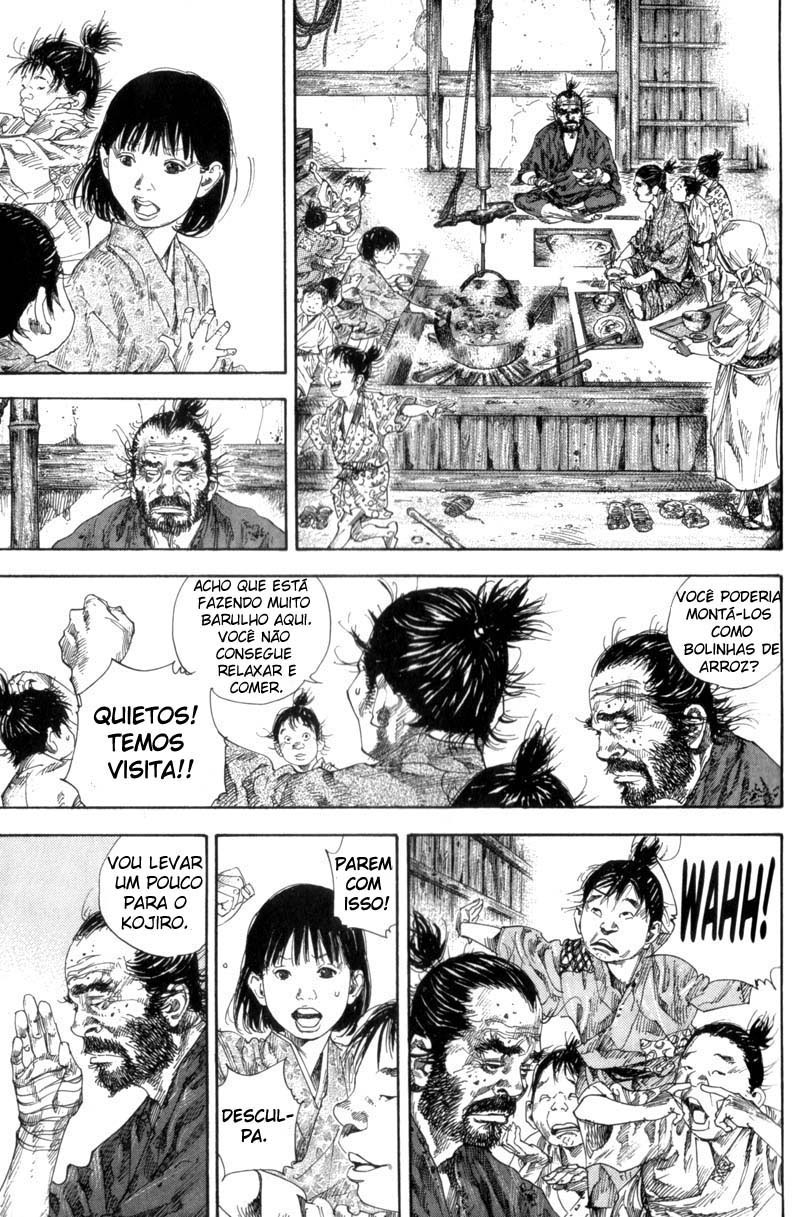 VOCÊ PODERIA
MONTÁ-LOS
COMO
BOLINHAS DE
ARROZ?
ACHO QUE ESTÁ
FAZENDO MUITO
BARULHO AQUI.
VOCÊ NÃO
CONSEGUE
RELAXAR E
COMER.
QUIETOS!
TEMOS
VISITA!!
WAHH!
PAREM
COM
ISSO!
DESCUL-
PA.
VOU LEVAR
UM POUCO
PARA O
KOJIRO.